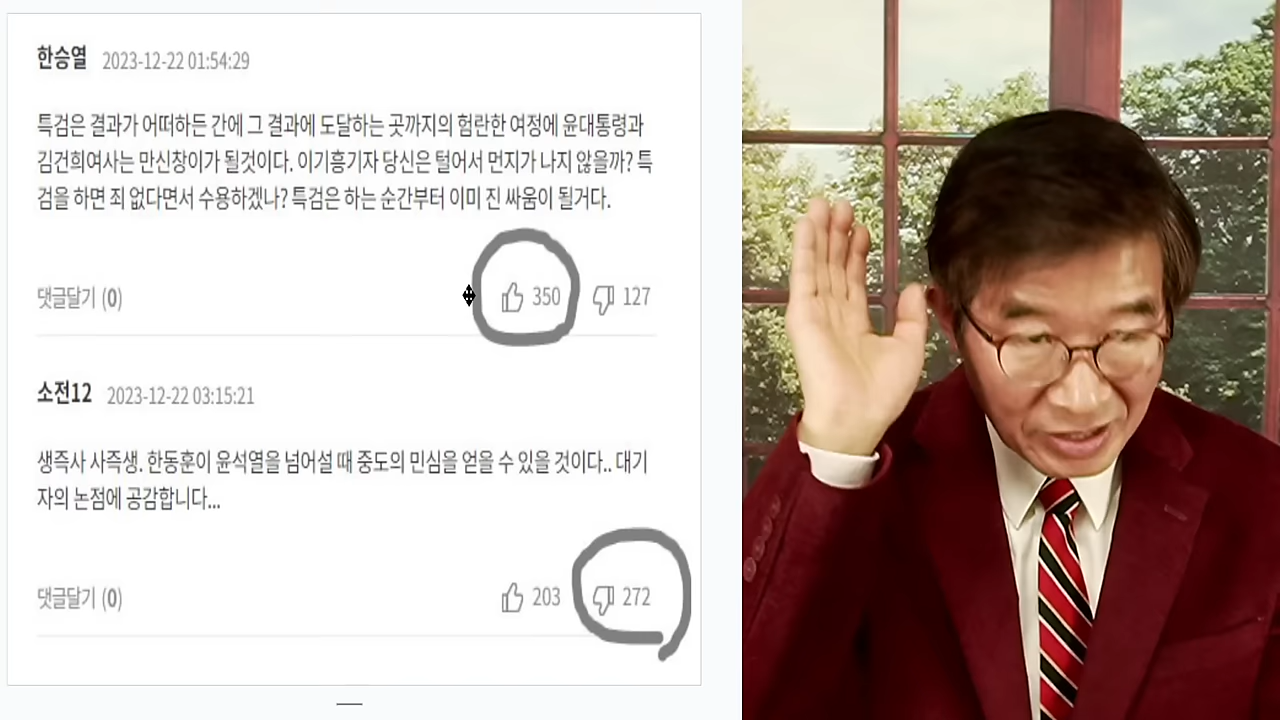 한승열 2023-12-22 01:54:29
특검은 결과가 어떠하든 간에 그 결과에 도달하는 곳까지의 험란한 여정에 윤대통령과
김건희여사는 만신창이가 될것이다. 이기흥기자 당신은 털어서 먼지가 나지 않을까? 특
검을 하면 죄 없다면서 수용하겠나? 특검은 하는 순간부터 이미 진 싸움이 될거다.
댓글달기 (0) 350 127
소전12 2023-12-22 03:15:21
생즉사 사즉생. 한동훈이 윤석열을 넘어설 때 중도의 민심을 얻을 수 있을 것이다.. 대기
자의 논점에 공감합니다...
댓글달기 (0) 203 272